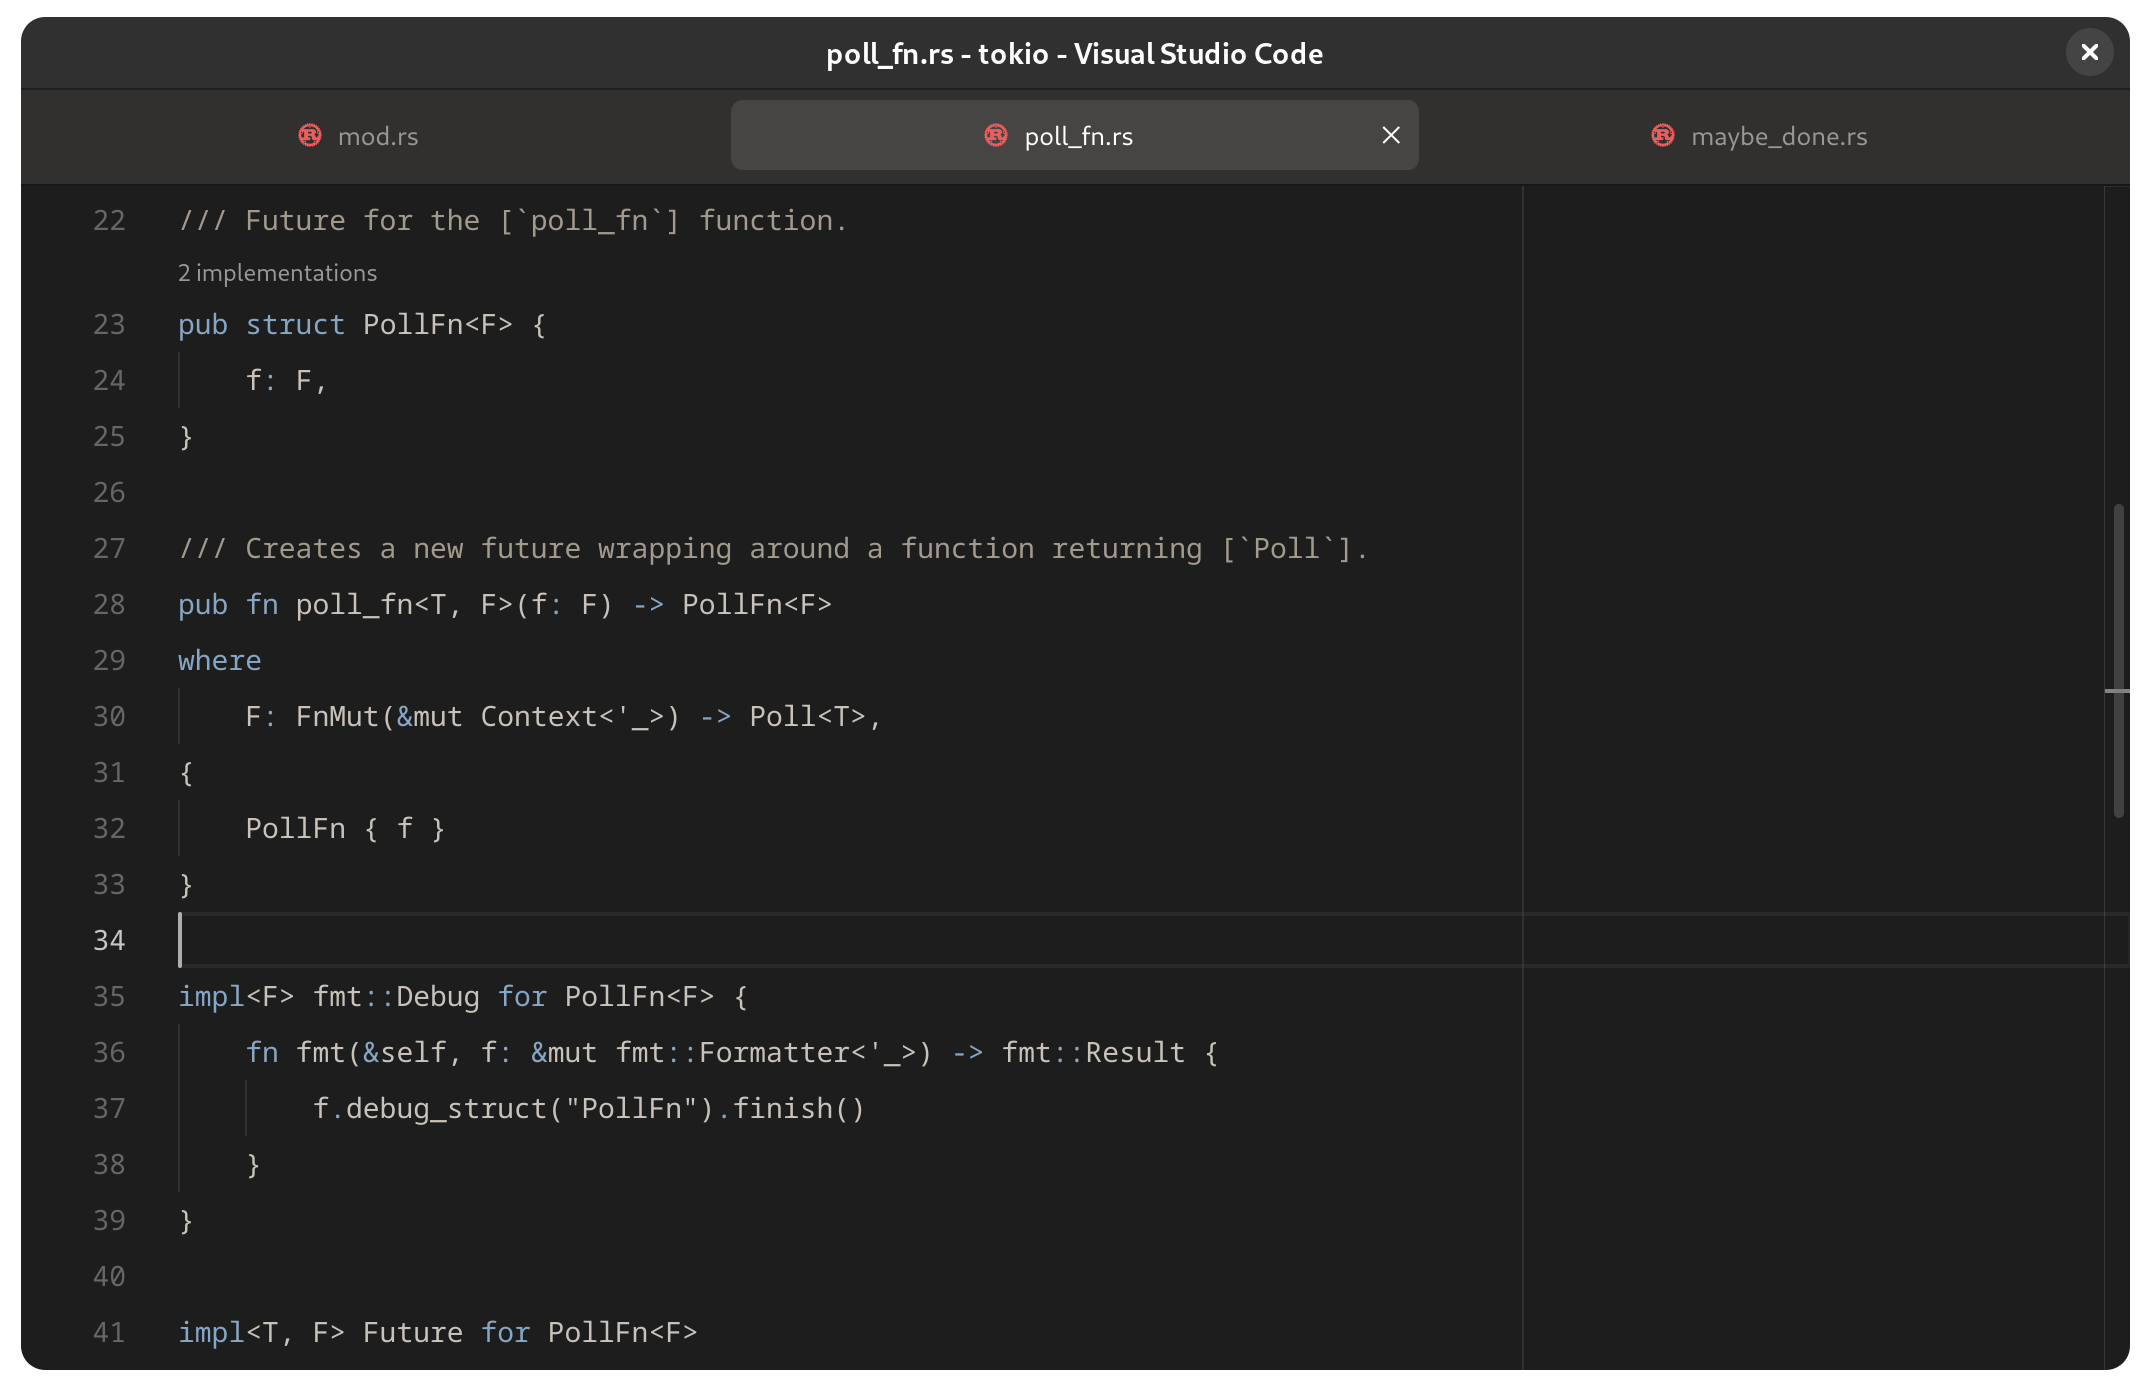 poll_fn.rs - tokio - Visual Studio Code
mod.rs
poll_fn.rs
maybe_done.rs
22 /// Future for the [`poll_fn`] function.
2 implementations
23 pub struct PollFn<F> {
24     f: F,
25 }
26
27 /// Creates a new future wrapping around a function returning [`Poll`].
28 pub fn poll_fn<T, F>(f: F) -> PollFn<F>
29 where
30     F: FnMut(&mut Context<'_>) -> Poll<T>,
31 {
32     PollFn { f }
33 }
34
35 impl<F> fmt::Debug for PollFn<F> {
36     fn fmt(&self, f: &mut fmt::Formatter<'_>) -> fmt::Result {
37         f.debug_struct("PollFn").finish()
38     }
39 }
40
41 impl<T, F> Future for PollFn<F>